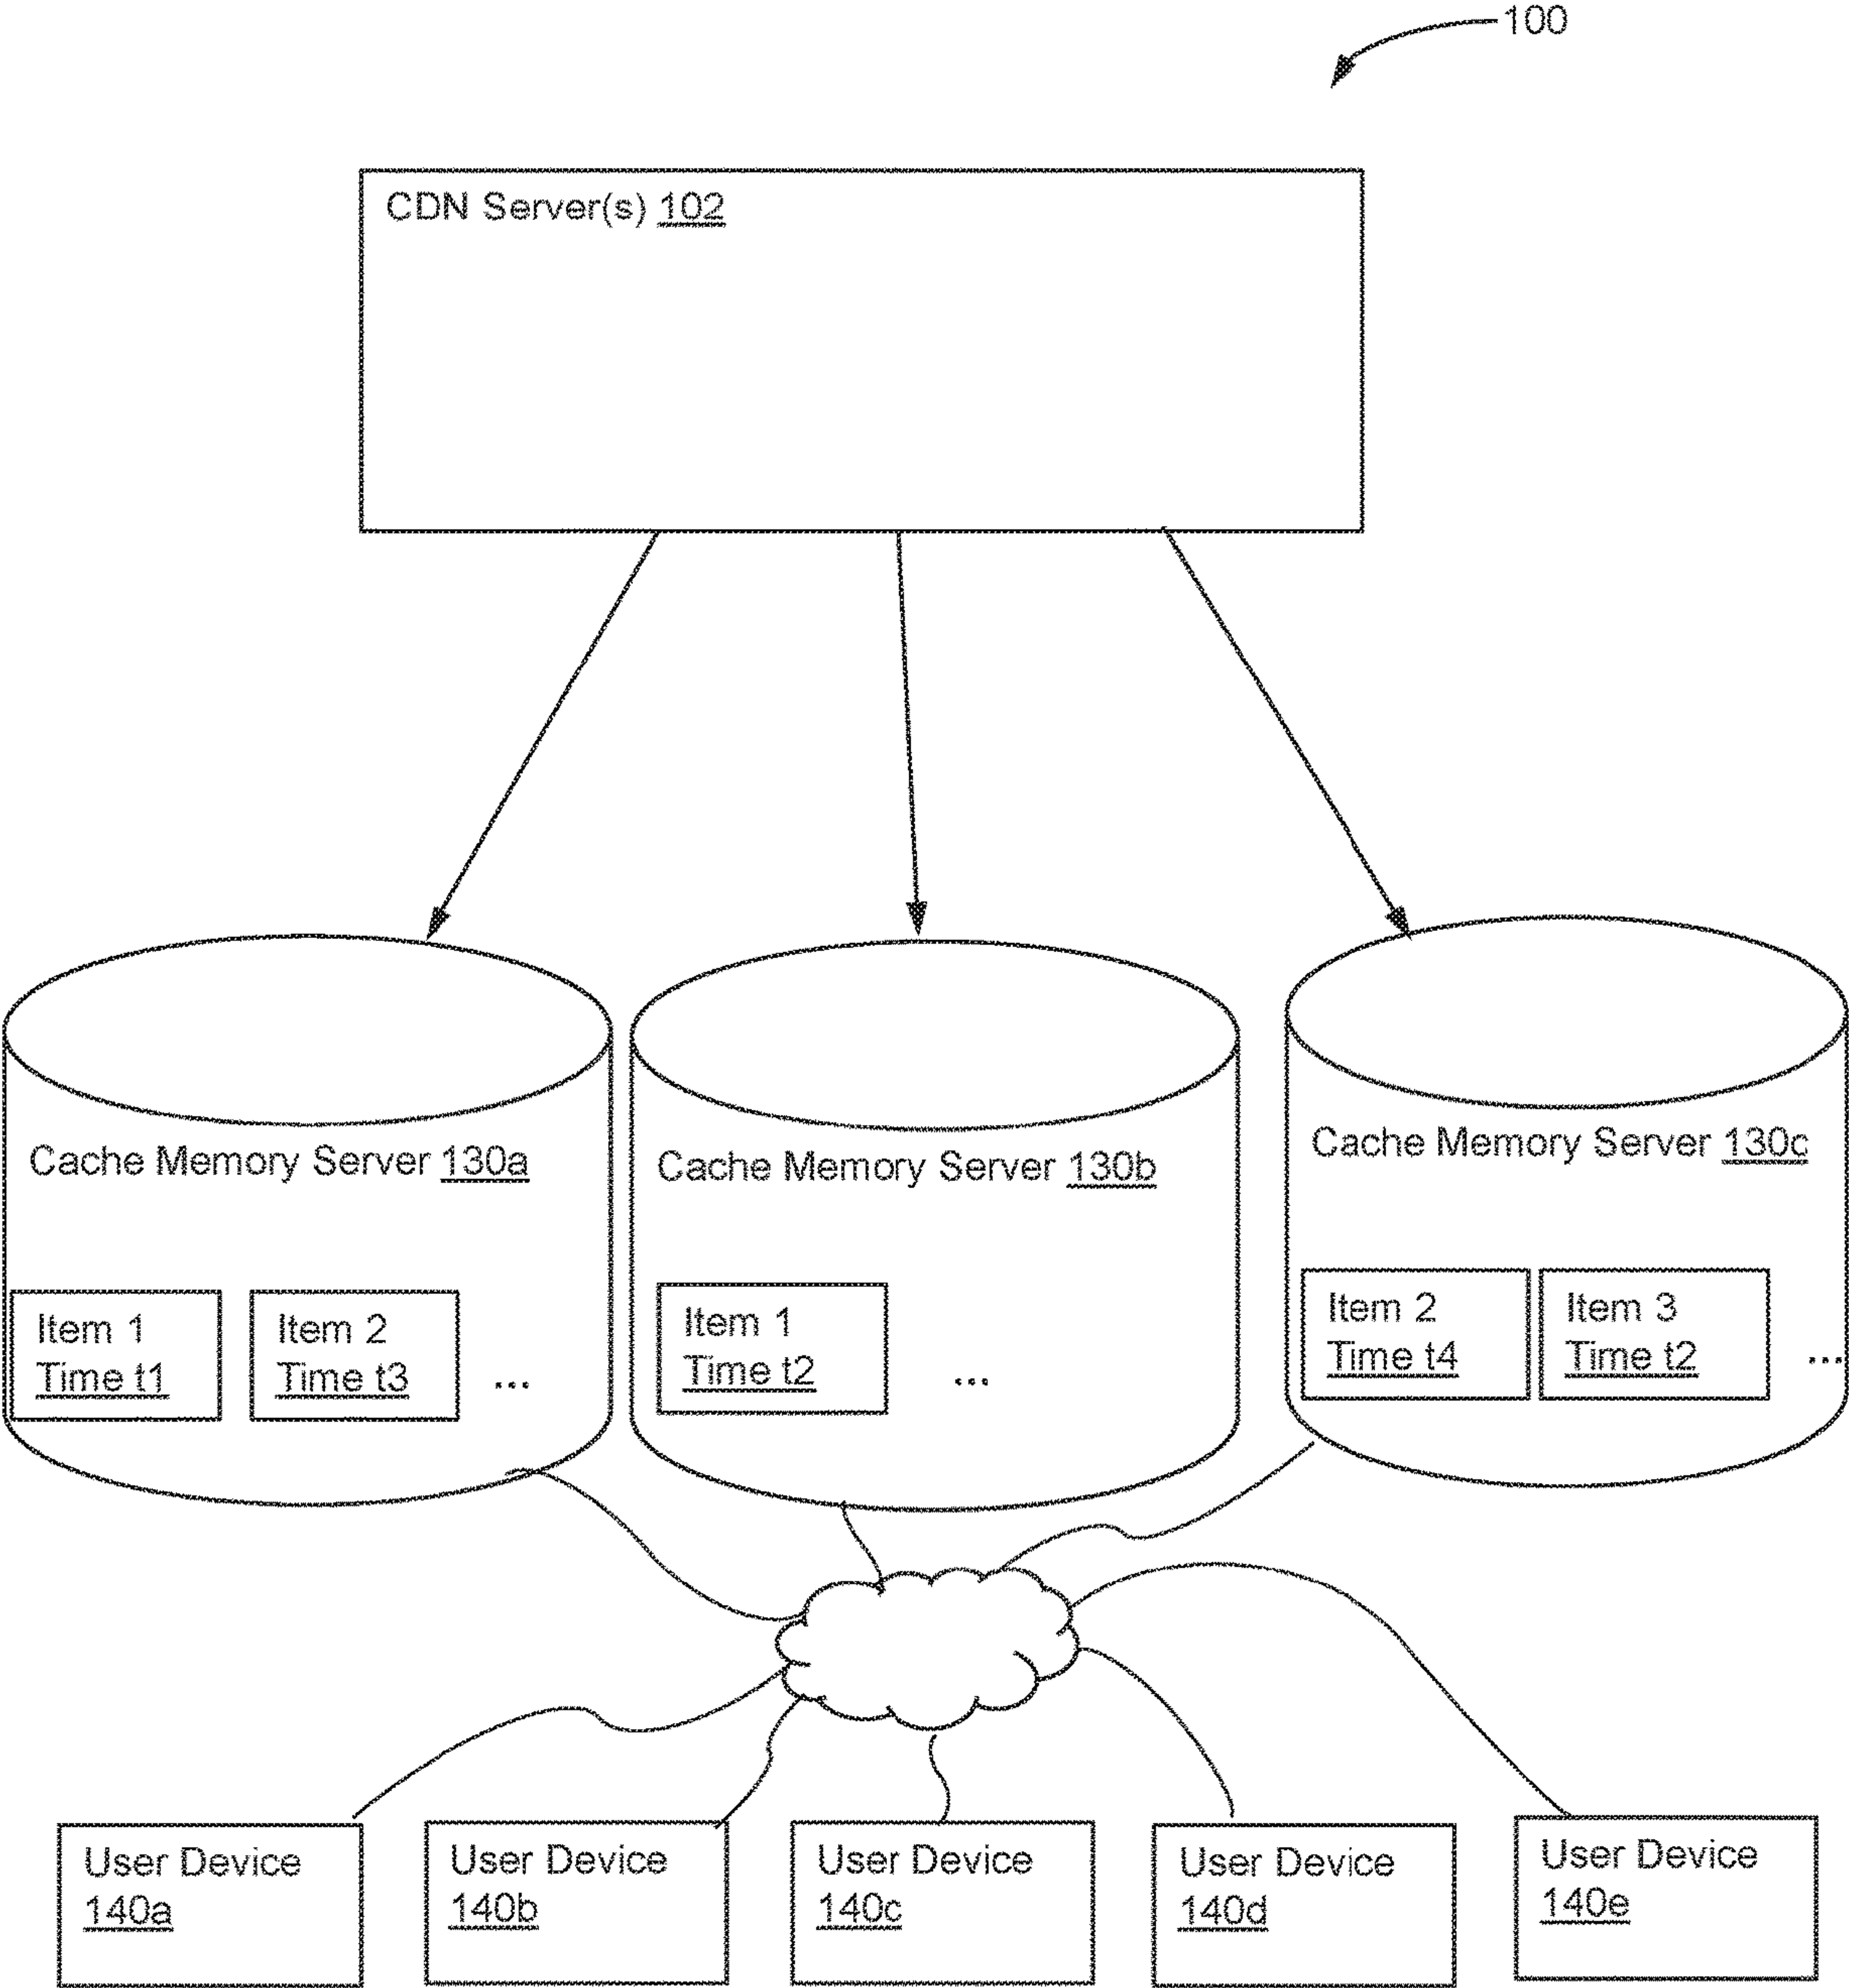 100
CDN Server(s) 102
Cache Memory Server 130a
Item 1
Time t1
Item 2
Time t3
...
Cache Memory Server 130b
Item 1
Time t2
...
Cache Memory Server 130c
Item 2
Time t4
Item 3
Time t2
...
User Device
140a
User Device
140b
User Device
140c
User Device
140d
User Device
140e